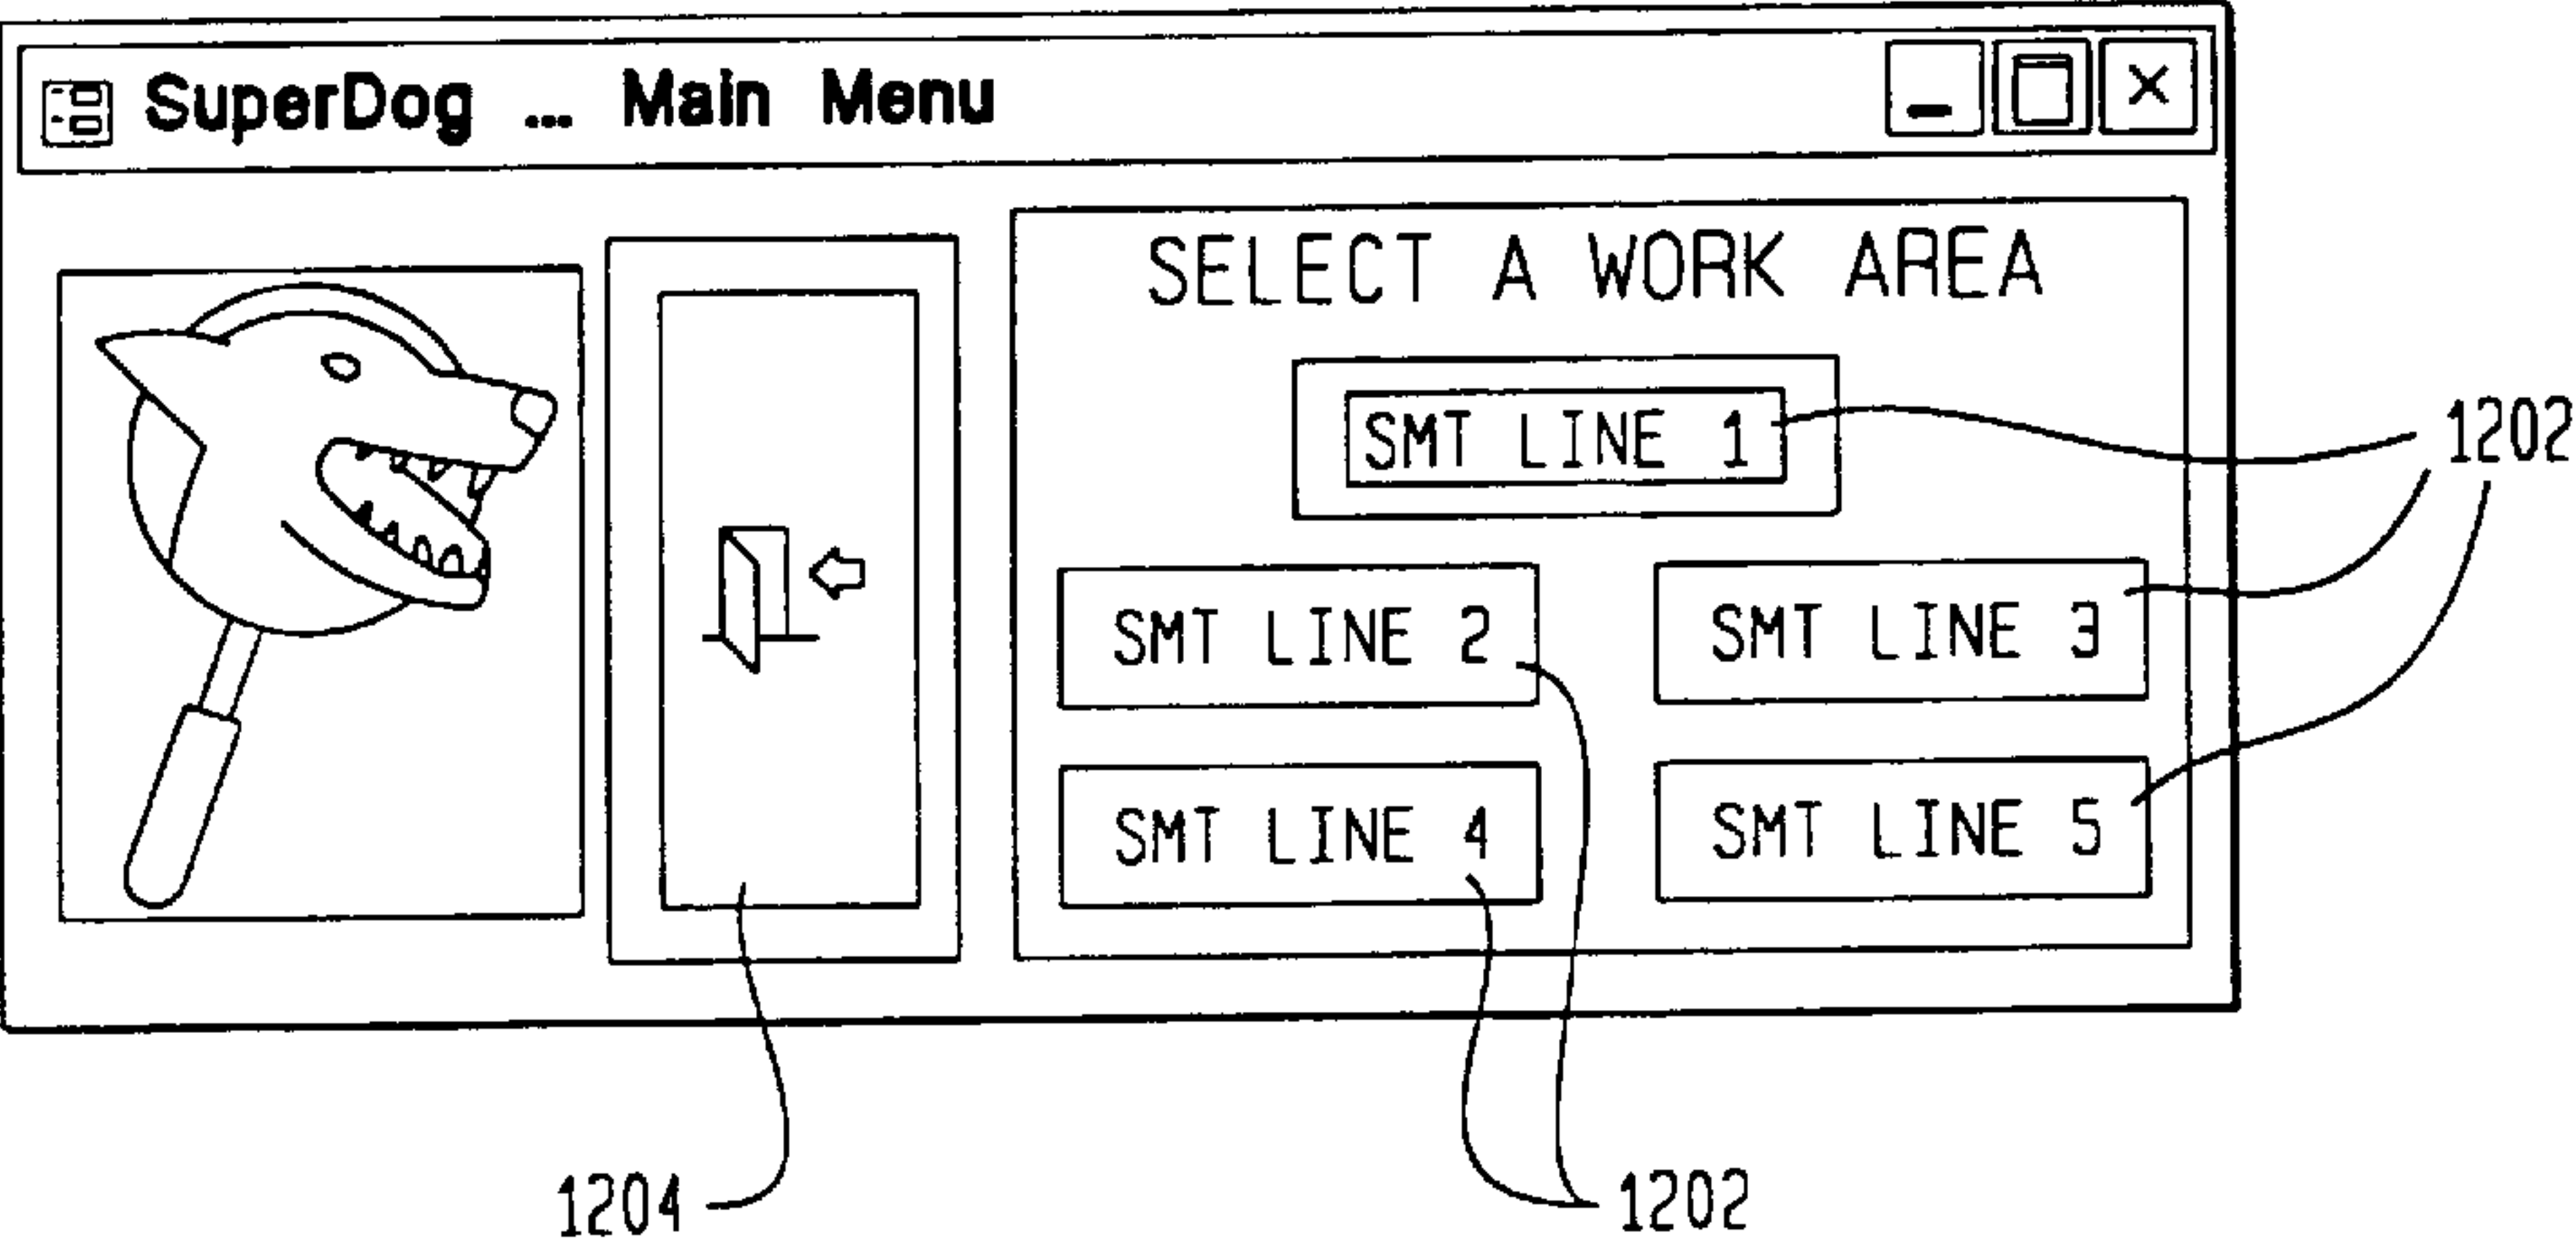 SuperDog ... Main Menu
SELECT A WORK AREA
SMT LINE 1
1202
SMT LINE 2
SMT LINE 3
SMT LINE 4
SMT LINE 5
1204
1202